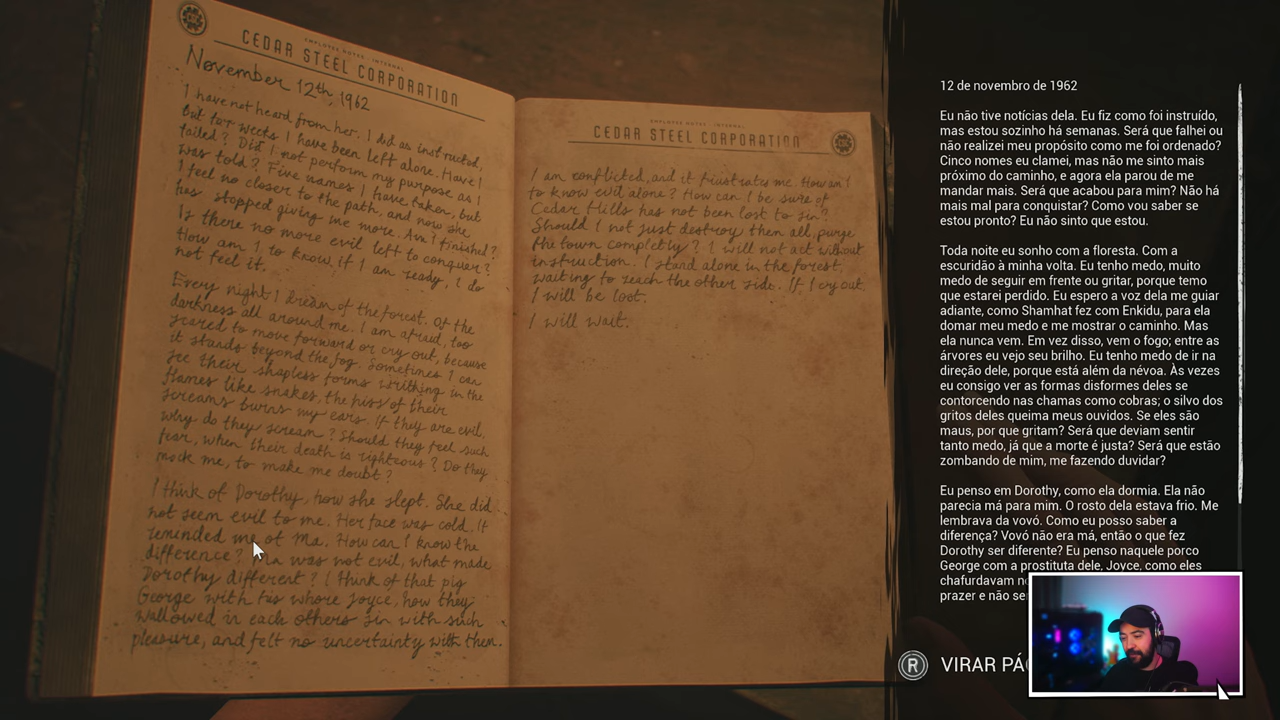 EMPLOYEE NOTES - INTERNAL
CEDAR STEEL CORPORATION
November 12th, 1962
I have not heard from her. I did as instructed,
but for weeks I have been left alone. Have I
failed? Did I not perform my purpose as I
was told? Five names I have taken, but
I feel no closer to the path, and now she
has stopped giving me more. Am I finished?
Is there no more evil left to conquer?
How am I to know if I am ready, I do
not feel it.
Every night I dream of the forest. Of the
darkness all around me. I am afraid, too
scared to move forward or cry out, because
it stands beyond the fog. Sometimes I can
see their shapless forms writhing in the
flames like snakes, the hiss of their
screams burns my ears. If they are evil,
why do they scream? Should they feel such
fear, when their death is righteous? Do they
mock me, to make me doubt?
I think of Dorothy, how she slept. She did
not seem evil to me. Her face was cold. It
reminded me of Ma. How can I know the
difference? Ma was not evil, what made
Dorothy different? I think of that pig
George with his whore Joyce, how they
wallowed in each others sin with such
pleasure, and felt no uncertainty with them.
EMPLOYEE NOTES - INTERNAL
CEDAR STEEL CORPORATION
I am conflicted, and it frustrates me. How am I
to know evil alone? How can I be sure of
Cedar Hills has not been lost to sin?
Should I not just destroy then all, purge
the town completly? I will not act without
instruction. I stand alone in the forest,
waiting to reach the other side. If I cry out,
I will be lost.
I will wait.
12 de novembro de 1962
Eu não tive notícias dela. Eu fiz como foi instruído,
mas estou sozinho há semanas. Será que falhei ou
não realizei meu propósito como me foi ordenado?
Cinco nomes eu clamei, mas não me sinto mais
próximo do caminho, e agora ela parou de me
mandar mais. Será que acabou para mim? Não há
mais mal para conquistar? Como vou saber se
estou pronto? Eu não sinto que estou.
Toda noite eu sonho com a floresta. Com a
escuridão à minha volta. Eu tenho medo, muito
medo de seguir em frente ou gritar, porque temo
que estarei perdido. Eu espero a voz dela me guiar
adiante, como Shamhat fez com Enkidu, para ela
domar meu medo e me mostrar o caminho. Mas
ela nunca vem. Em vez disso, vem o fogo; entre as
árvores eu vejo seu brilho. Eu tenho medo de ir na
direção dele, porque está além da névoa. Às vezes
eu consigo ver as formas disformes deles se
contorcendo nas chamas como cobras; o silvo dos
gritos deles queima meus ouvidos. Se eles são
maus, por que gritam? Será que deviam sentir
tanto medo, já que a morte é justa? Será que estão
zombando de mim, me fazendo duvidar?
Eu penso em Dorothy, como ela dormia. Ela não
parecia má para mim. O rosto dela estava frio. Me
lembrava da vovó. Como eu posso saber a
diferença? Vovó não era má, então o que fez
Dorothy ser diferente? Eu penso naquele porco
George com a prostituta dele, Joyce, como eles
chafurdavam
prazer e não
R VIRAR